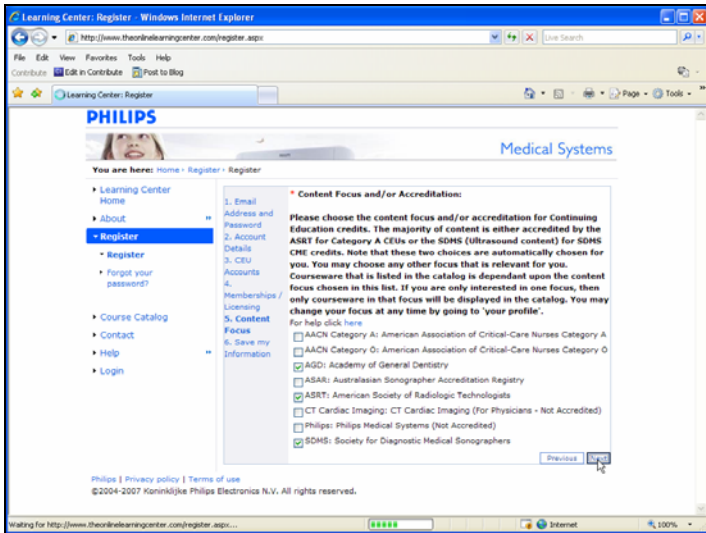 Learning Center: Register - Windows Internet Explorer
http://www.theonlinelearningcenter.com/register.aspx
Live Search
File Edit View Favorites Tools Help
Contribute Edit in Contribute Post to Blog
Learning Center: Register
Page Tools
PHILIPS
Medical Systems
You are here: Home › Register › Register
Learning Center
Home
About
Register
Register
Forgot your
password?
Course Catalog
Contact
Help
Login
1. Email
Address and
Password
2. Account
Details
3. CEU
Accounts
4.
Memberships /
Licensing
5. Content
Focus
6. Save my
Information
* Content Focus and/or Accreditation:
Please choose the content focus and/or accreditation for Continuing
Education credits. The majority of content is either accredited by the
ASRT for Category A CEUs or the SDMS (Ultrasound content) for SDMS
CME credits. Note that these two choices are automatically chosen for
you. You may choose any other focus that is relevant for you.
Courseware that is listed in the catalog is dependant upon the content
focus chosen in this list. If you are only interested in one focus, then
only courseware in that focus will be displayed in the catalog. You may
change your focus at any time by going to 'your profile'.
For help click here
AACN Category A: American Association of Critical-Care Nurses Category A
AACN Category O: American Association of Critical-Care Nurses Category O
AGD: Academy of General Dentistry
ASAR: Australasian Sonographer Accreditation Registry
ASRT: American Society of Radiologic Technologists
CT Cardiac Imaging: CT Cardiac Imaging (For Physicians - Not Accredited)
Philips: Philips Medical Systems (Not Accredited)
SDMS: Society for Diagnostic Medical Sonographers
Previous Next
Philips | Privacy policy | Terms of use
©2004-2007 Koninklijke Philips Electronics N.V. All rights reserved.
Waiting for http://www.theonlinelearningcenter.com/register.aspx...
Internet
100%